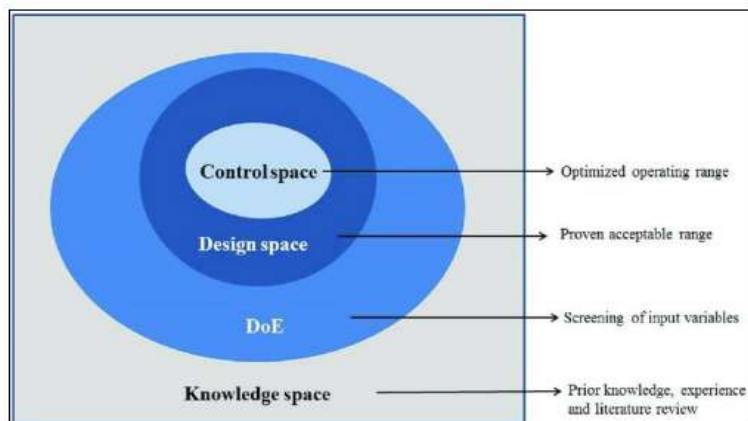 Control space
Optimized operating range
Design space
Proven acceptable range
DoE
Screening of input variables
Knowledge space
Prior knowledge, experience
and literature review